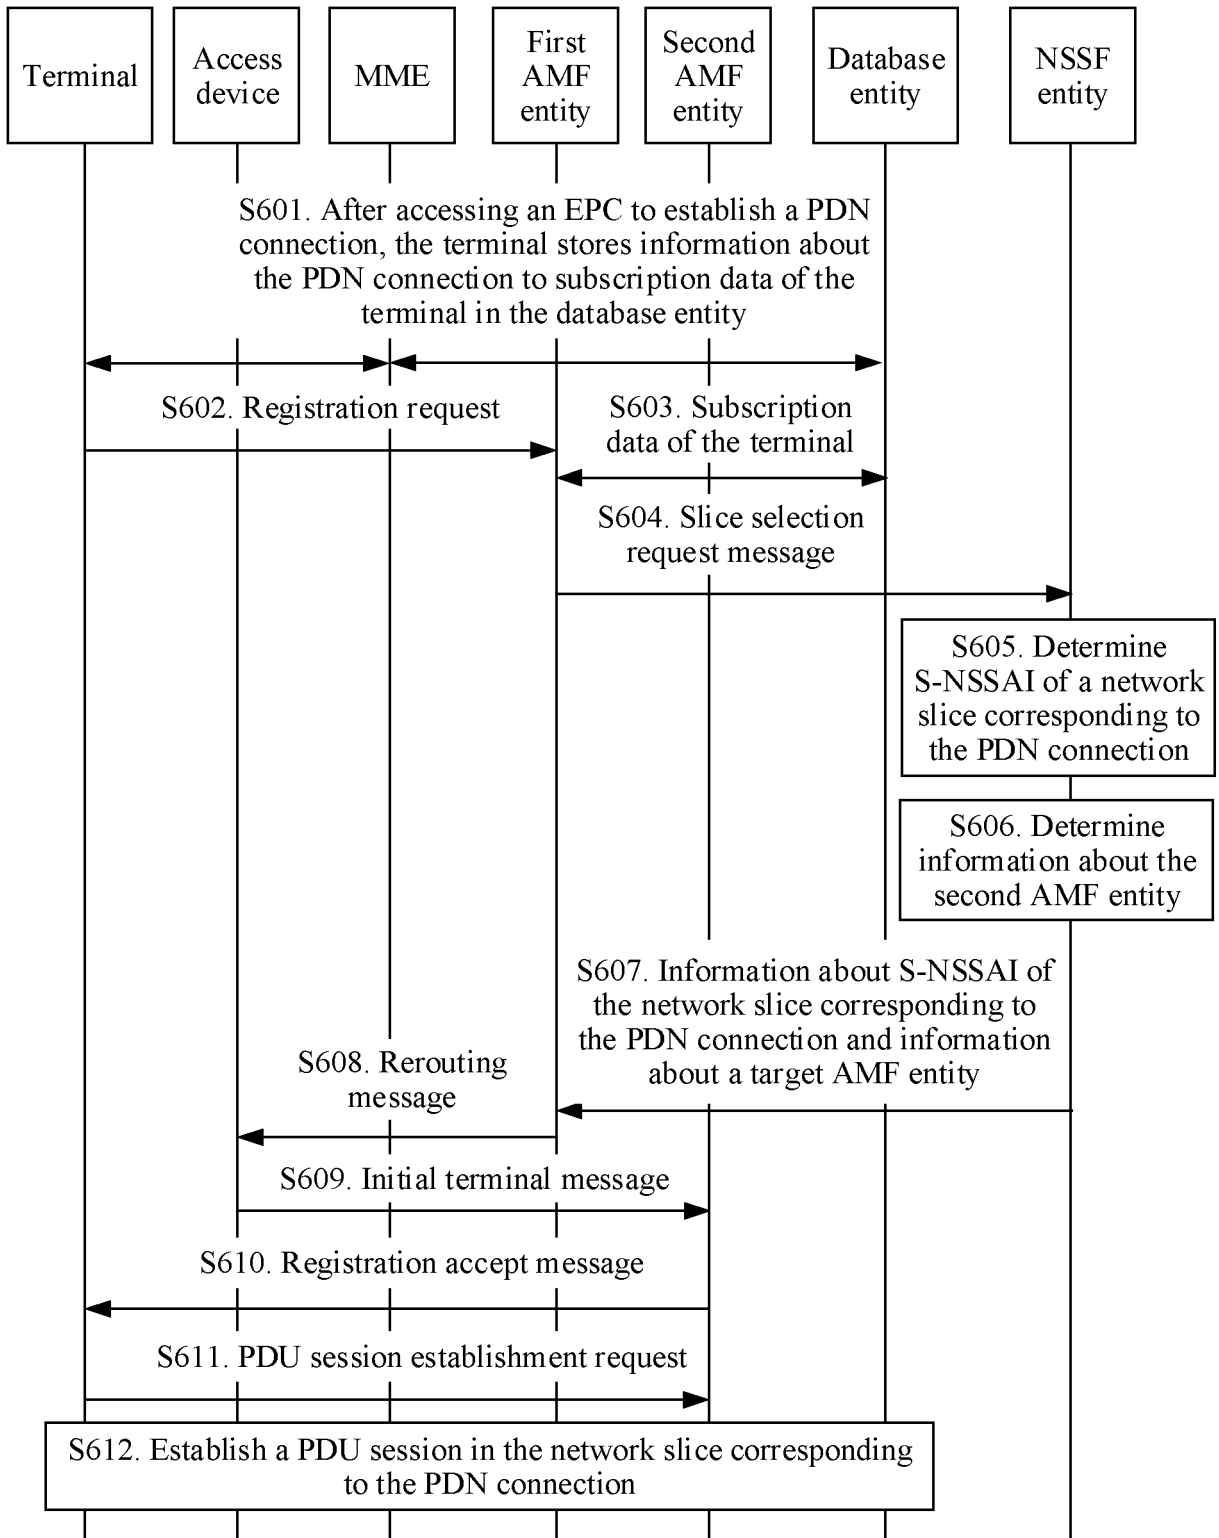 Terminal
Access
device
MME
First
AMF
entity
Second
AMF
entity
Database
entity
NSSF
entity
S601. After accessing an EPC to establish a PDN
connection, the terminal stores information about
the PDN connection to subscription data of the
terminal in the database entity
S602. Registration request
S603. Subscription
data of the terminal
S604. Slice selection
request message
S605. Determine
S-NSSAI of a network
slice corresponding to
the PDN connection
S606. Determine
information about the
second AMF entity
S607. Information about S-NSSAI of
the network slice corresponding to
the PDN connection and information
about a target AMF entity
S608. Rerouting
message
S609. Initial terminal message
S610. Registration accept message
S611. PDU session establishment request
S612. Establish a PDU session in the network slice corresponding
to the PDN connection